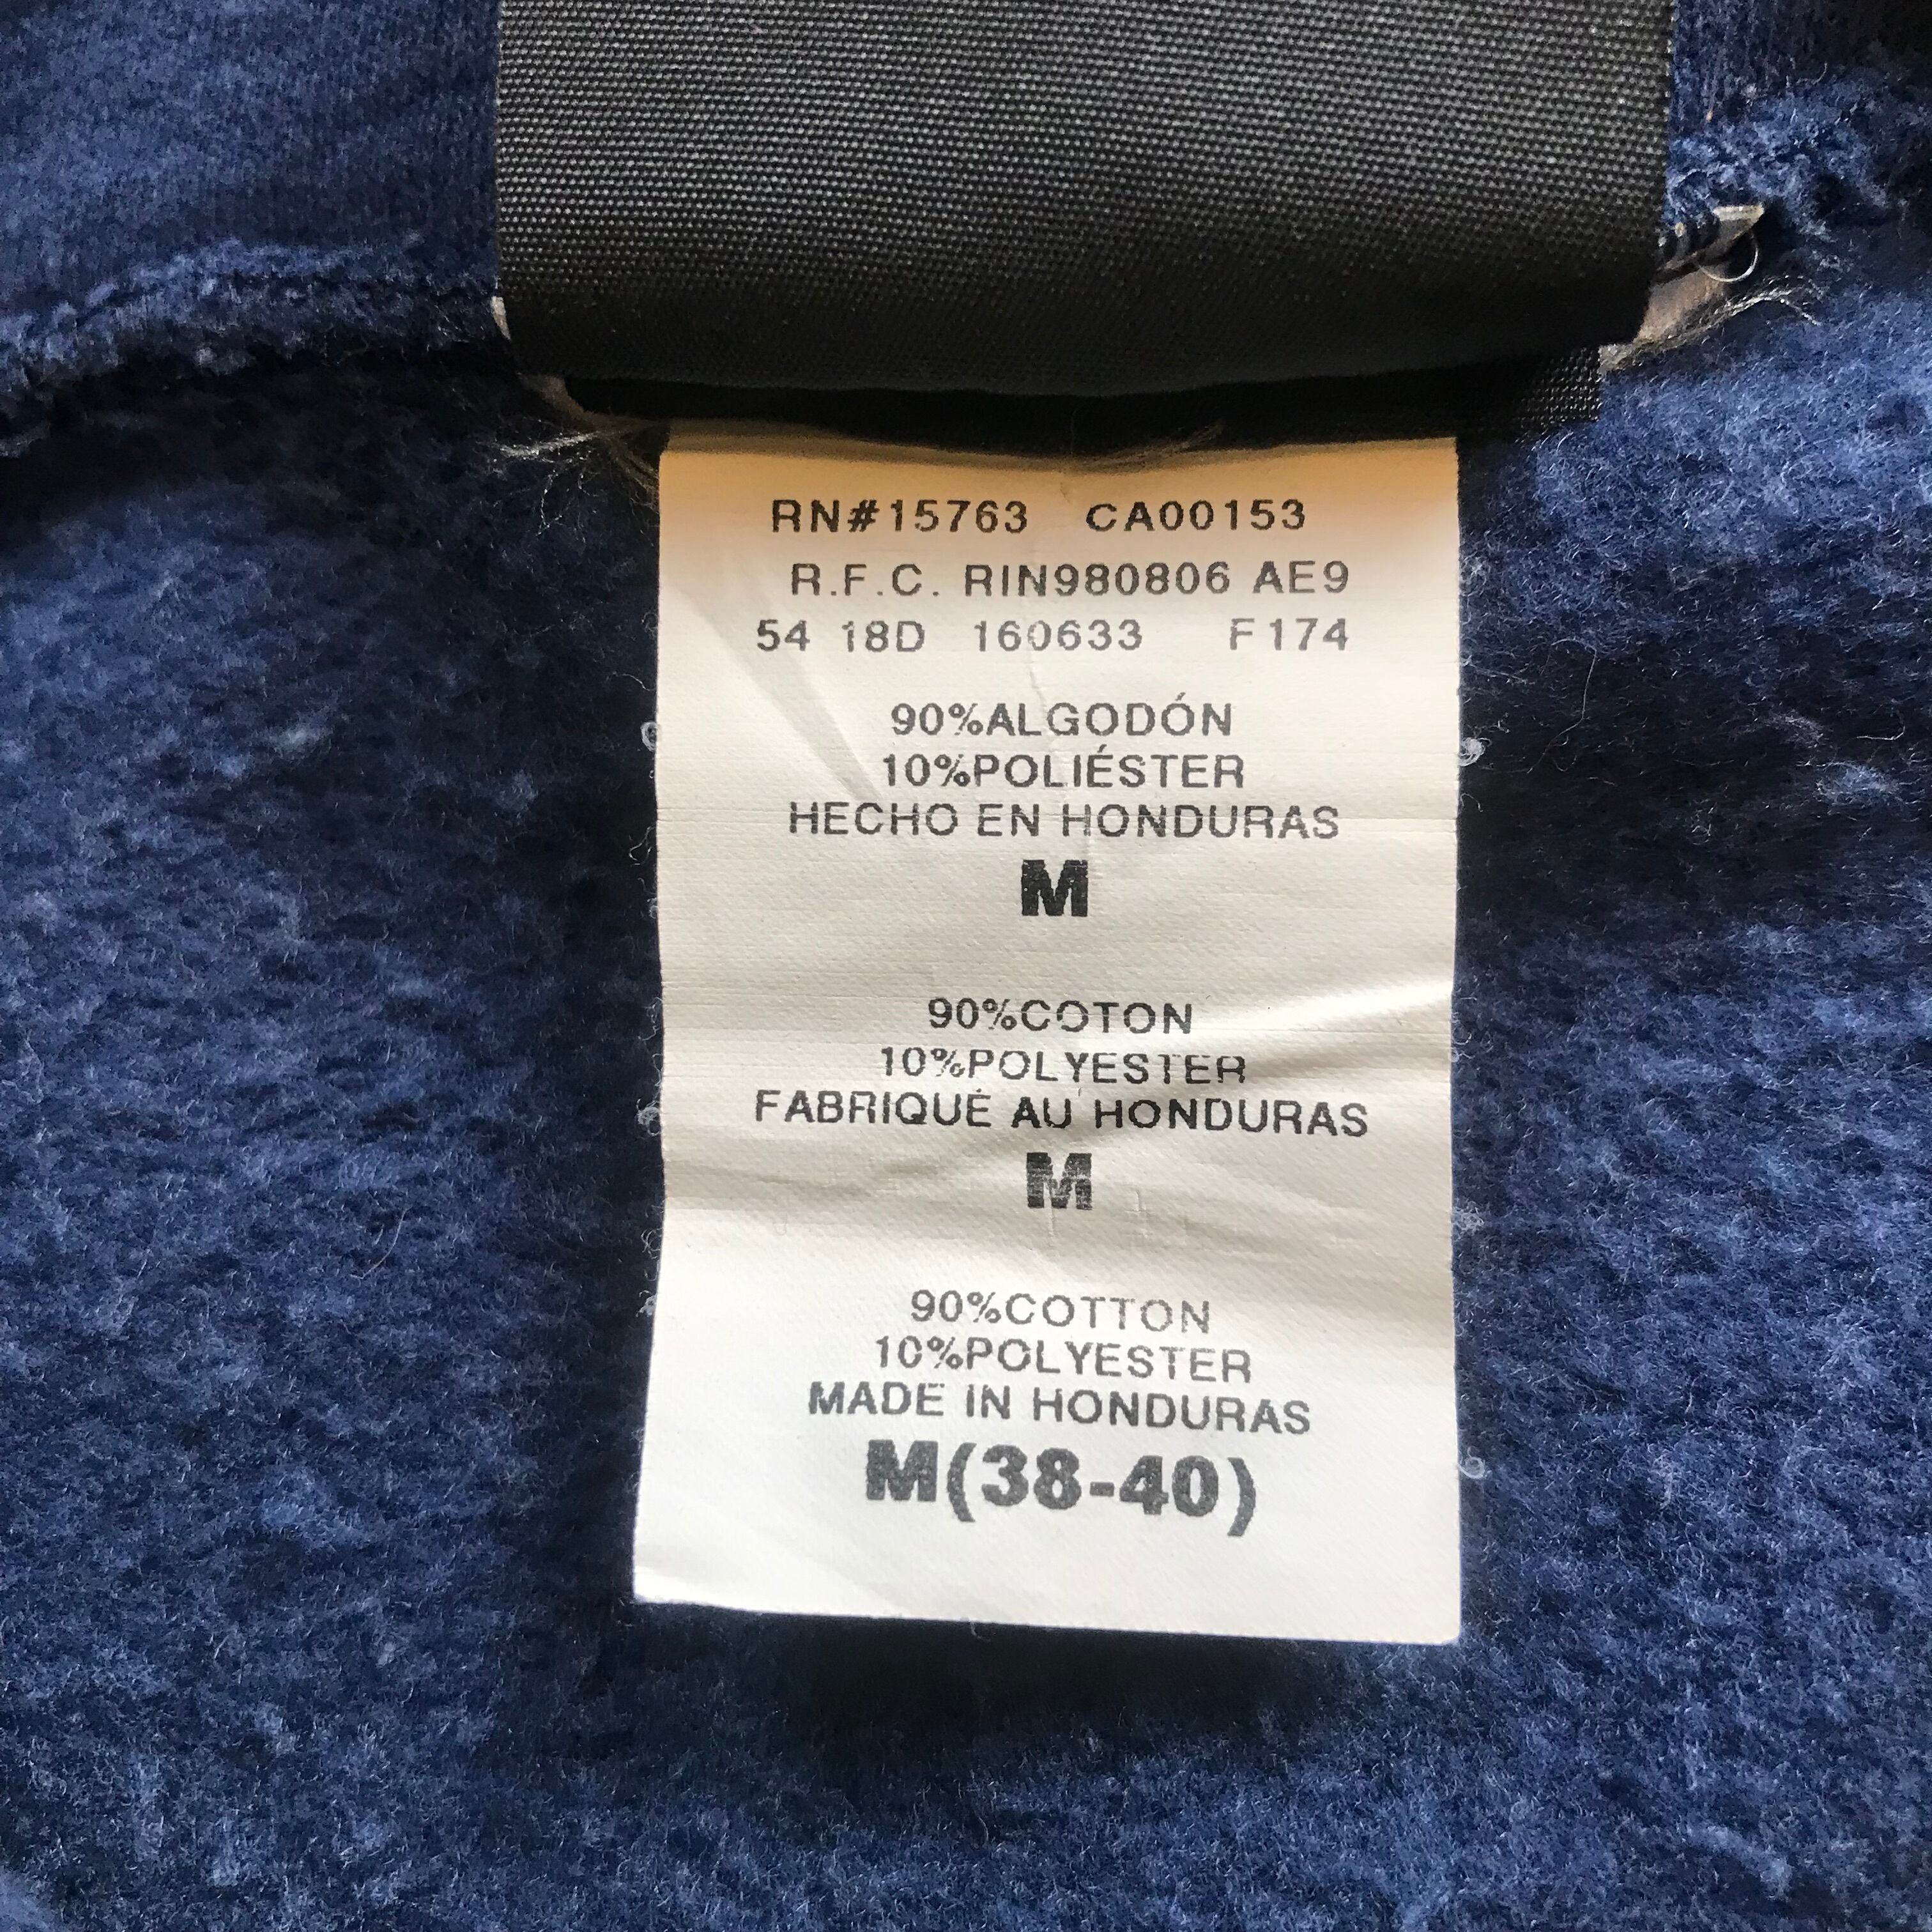 RN#15763 CA00153
R.F.C. RIN980806 AE9
54 18D 160633 F174
90%ALGODÓN
10%POLIÉSTER
HECHO EN HONDURAS
M
90%COTON
10%POLYESTER
FABRIQUÉ AU HONDURAS
M
90%COTTON
10%POLYESTER
MADE IN HONDURAS
M(38-40)